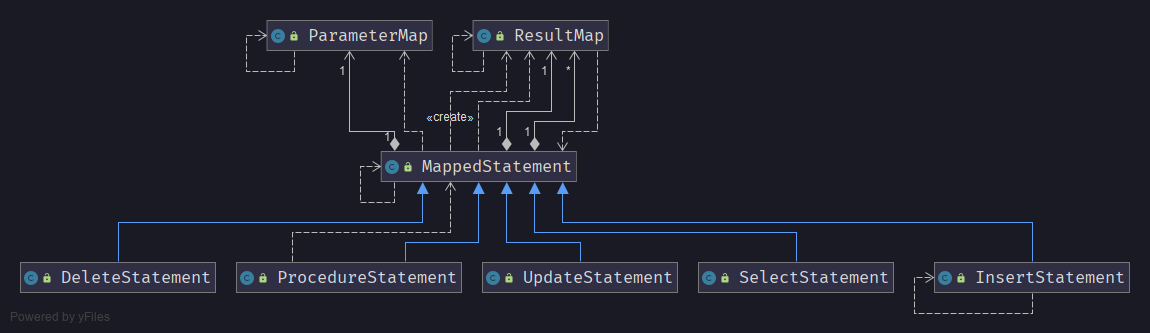 ParameterMap
ResultMap
1
1
*
«create»
1
1
1
MappedStatement
DeleteStatement
ProcedureStatement
UpdateStatement
SelectStatement
InsertStatement
Powered by yFiles